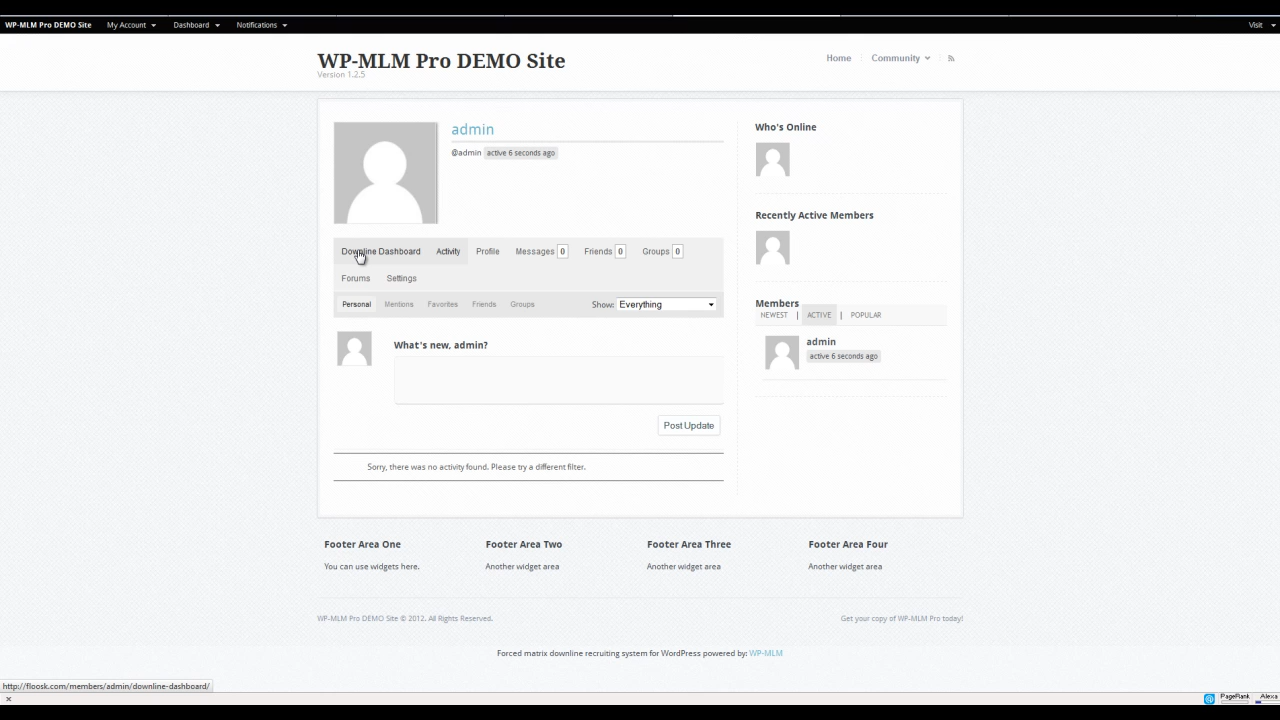 WP-MLM Pro DEMO Site My Account Dashboard Notifications Visit
WP-MLM Pro DEMO Site
Version 1.2.5
Home Community
admin
@admin active 6 seconds ago
Downline Dashboard Activity Profile Messages 0 Friends 0 Groups 0
Forums Settings
Personal Mentions Favorites Friends Groups Show: Everything
What's new, admin?
Post Update
Sorry, there was no activity found. Please try a different filter.
Who's Online
Recently Active Members
Members
NEWEST | ACTIVE | POPULAR
admin
active 6 seconds ago
Footer Area One
You can use widgets here.
Footer Area Two
Another widget area
Footer Area Three
Another widget area
Footer Area Four
Another widget area
WP-MLM Pro DEMO Site © 2012. All Rights Reserved.
Get your copy of WP-MLM Pro today!
Forced matrix downline recruiting system for WordPress powered by: WP-MLM
http://floosk.com/members/admin/downline-dashboard/
PageRank Alexa